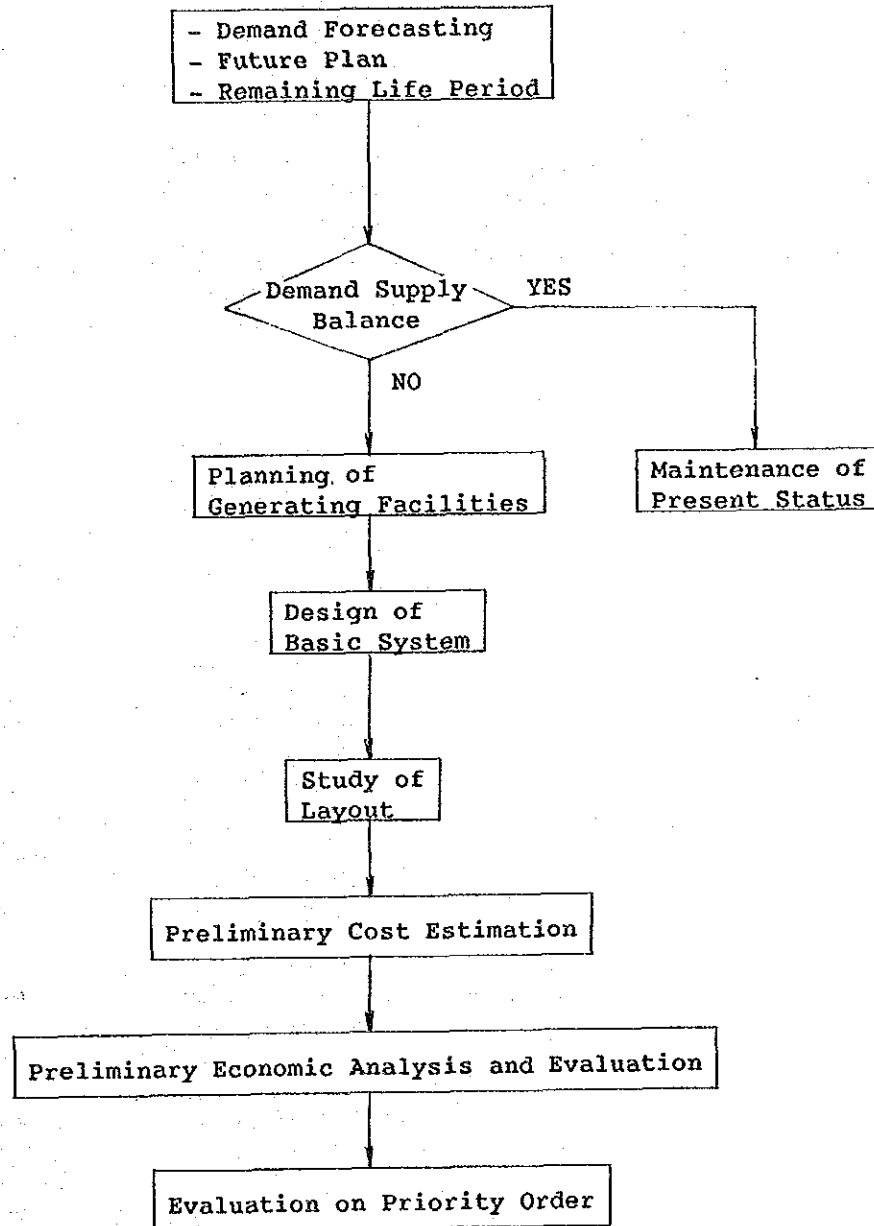 - Demand Forecasting
- Future Plan
- Remaining Life Period
Demand Supply
Balance
YES
NO
Planning of
Generating Facilities
Maintenance of
Present Status
Design of
Basic System
Study of
Layout
Preliminary Cost Estimation
Preliminary Economic Analysis and Evaluation
Evaluation on Priority Order